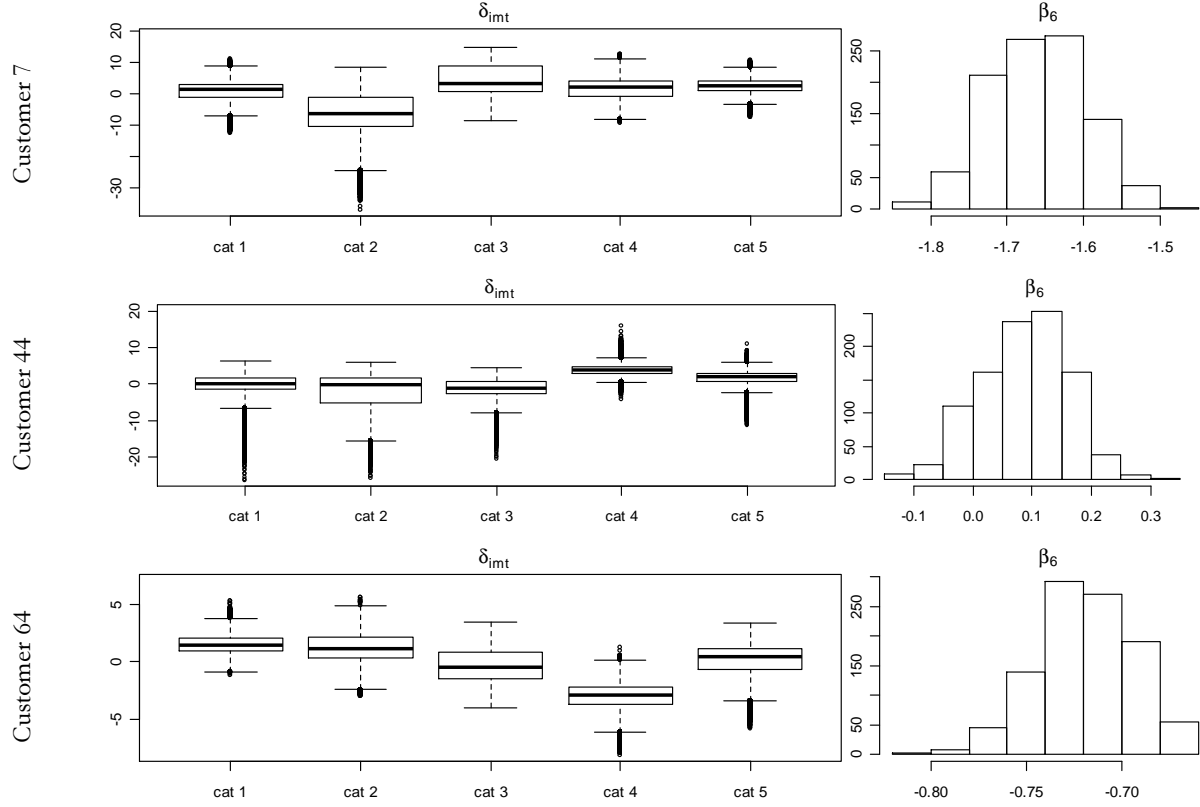 δimt
β6
Customer 7
20
10
0
-10
-30
cat 1
cat 2
cat 3
cat 4
cat 5
250
150
50
0
-1.8
-1.7
-1.6
-1.5
δimt
β6
Customer 44
20
10
0
-10
-20
cat 1
cat 2
cat 3
cat 4
cat 5
200
100
50
0
-0.1
0.0
0.1
0.2
0.3
δimt
β6
Customer 64
5
0
-5
cat 1
cat 2
cat 3
cat 4
cat 5
250
150
50
0
-0.80
-0.75
-0.70